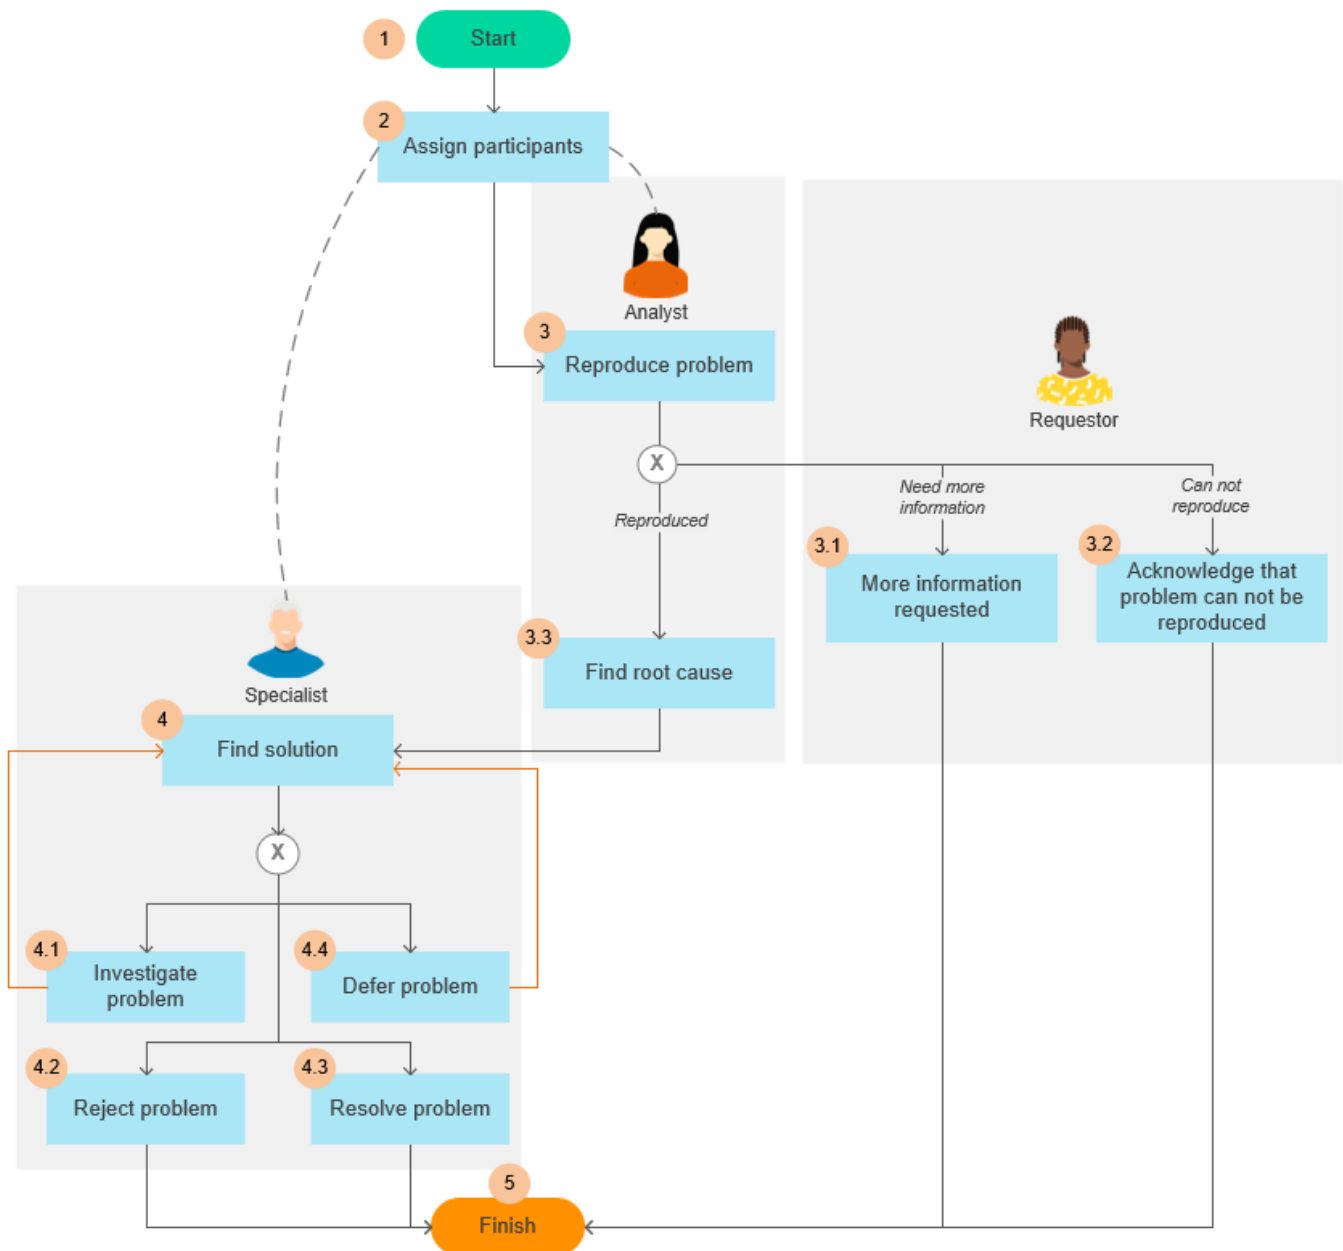 1
Start
2
Assign participants
Analyst
3
Reproduce problem
Requestor
X
Need more
information
Can not
reproduce
Reproduced
3.1
More information
requested
3.2
Acknowledge that
problem can not be
reproduced
3.3
Find root cause
Specialist
4
Find solution
X
4.1
Investigate
problem
4.4
Defer problem
4.2
Reject problem
4.3
Resolve problem
5
Finish